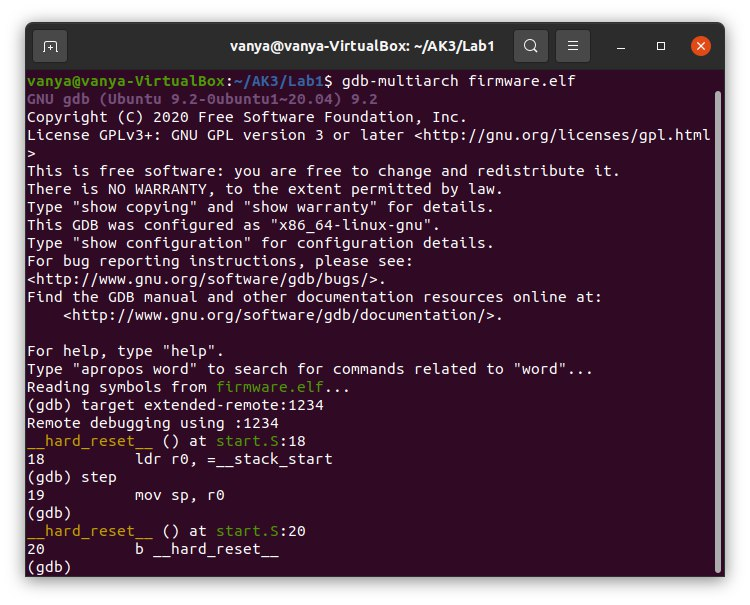 vanya@vanya-VirtualBox: ~/AK3/Lab1
vanya@vanya-VirtualBox:~/AK3/Lab1$ gdb-multiarch firmware.elf
GNU gdb (Ubuntu 9.2-0ubuntu1~20.04) 9.2
Copyright (C) 2020 Free Software Foundation, Inc.
License GPLv3+: GNU GPL version 3 or later <http://gnu.org/licenses/gpl.html
>
This is free software: you are free to change and redistribute it.
There is NO WARRANTY, to the extent permitted by law.
Type "show copying" and "show warranty" for details.
This GDB was configured as "x86_64-linux-gnu".
Type "show configuration" for configuration details.
For bug reporting instructions, please see:
<http://www.gnu.org/software/gdb/bugs/>.
Find the GDB manual and other documentation resources online at:
    <http://www.gnu.org/software/gdb/documentation/>.

For help, type "help".
Type "apropos word" to search for commands related to "word"...
Reading symbols from firmware.elf...
(gdb) target extended-remote:1234
Remote debugging using :1234
__hard_reset__ () at start.S:18
18          ldr r0, =__stack_start
(gdb) step
19          mov sp, r0
(gdb)
__hard_reset__ () at start.S:20
20          b __hard_reset__
(gdb)